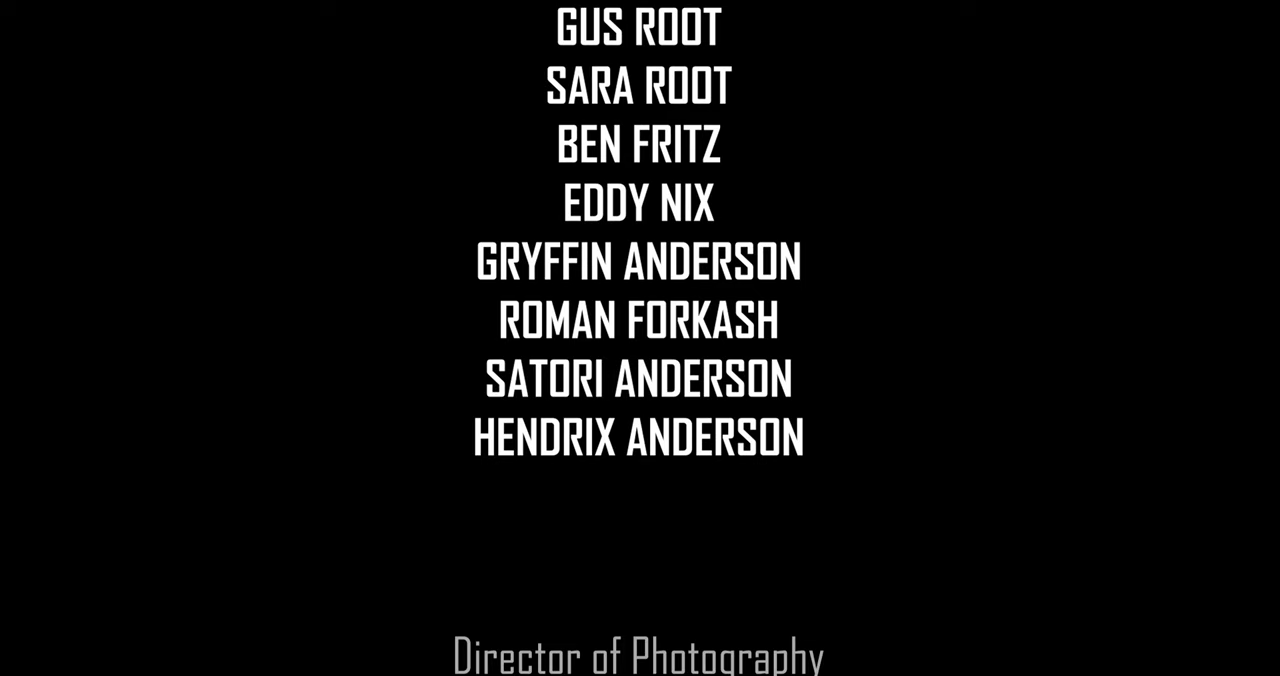 GUS ROOT
SARA ROOT
BEN FRITZ
EDDY NIX
GRYFFIN ANDERSON
ROMAN FORKASH
SATORI ANDERSON
HENDRIX ANDERSON
Director of Photography